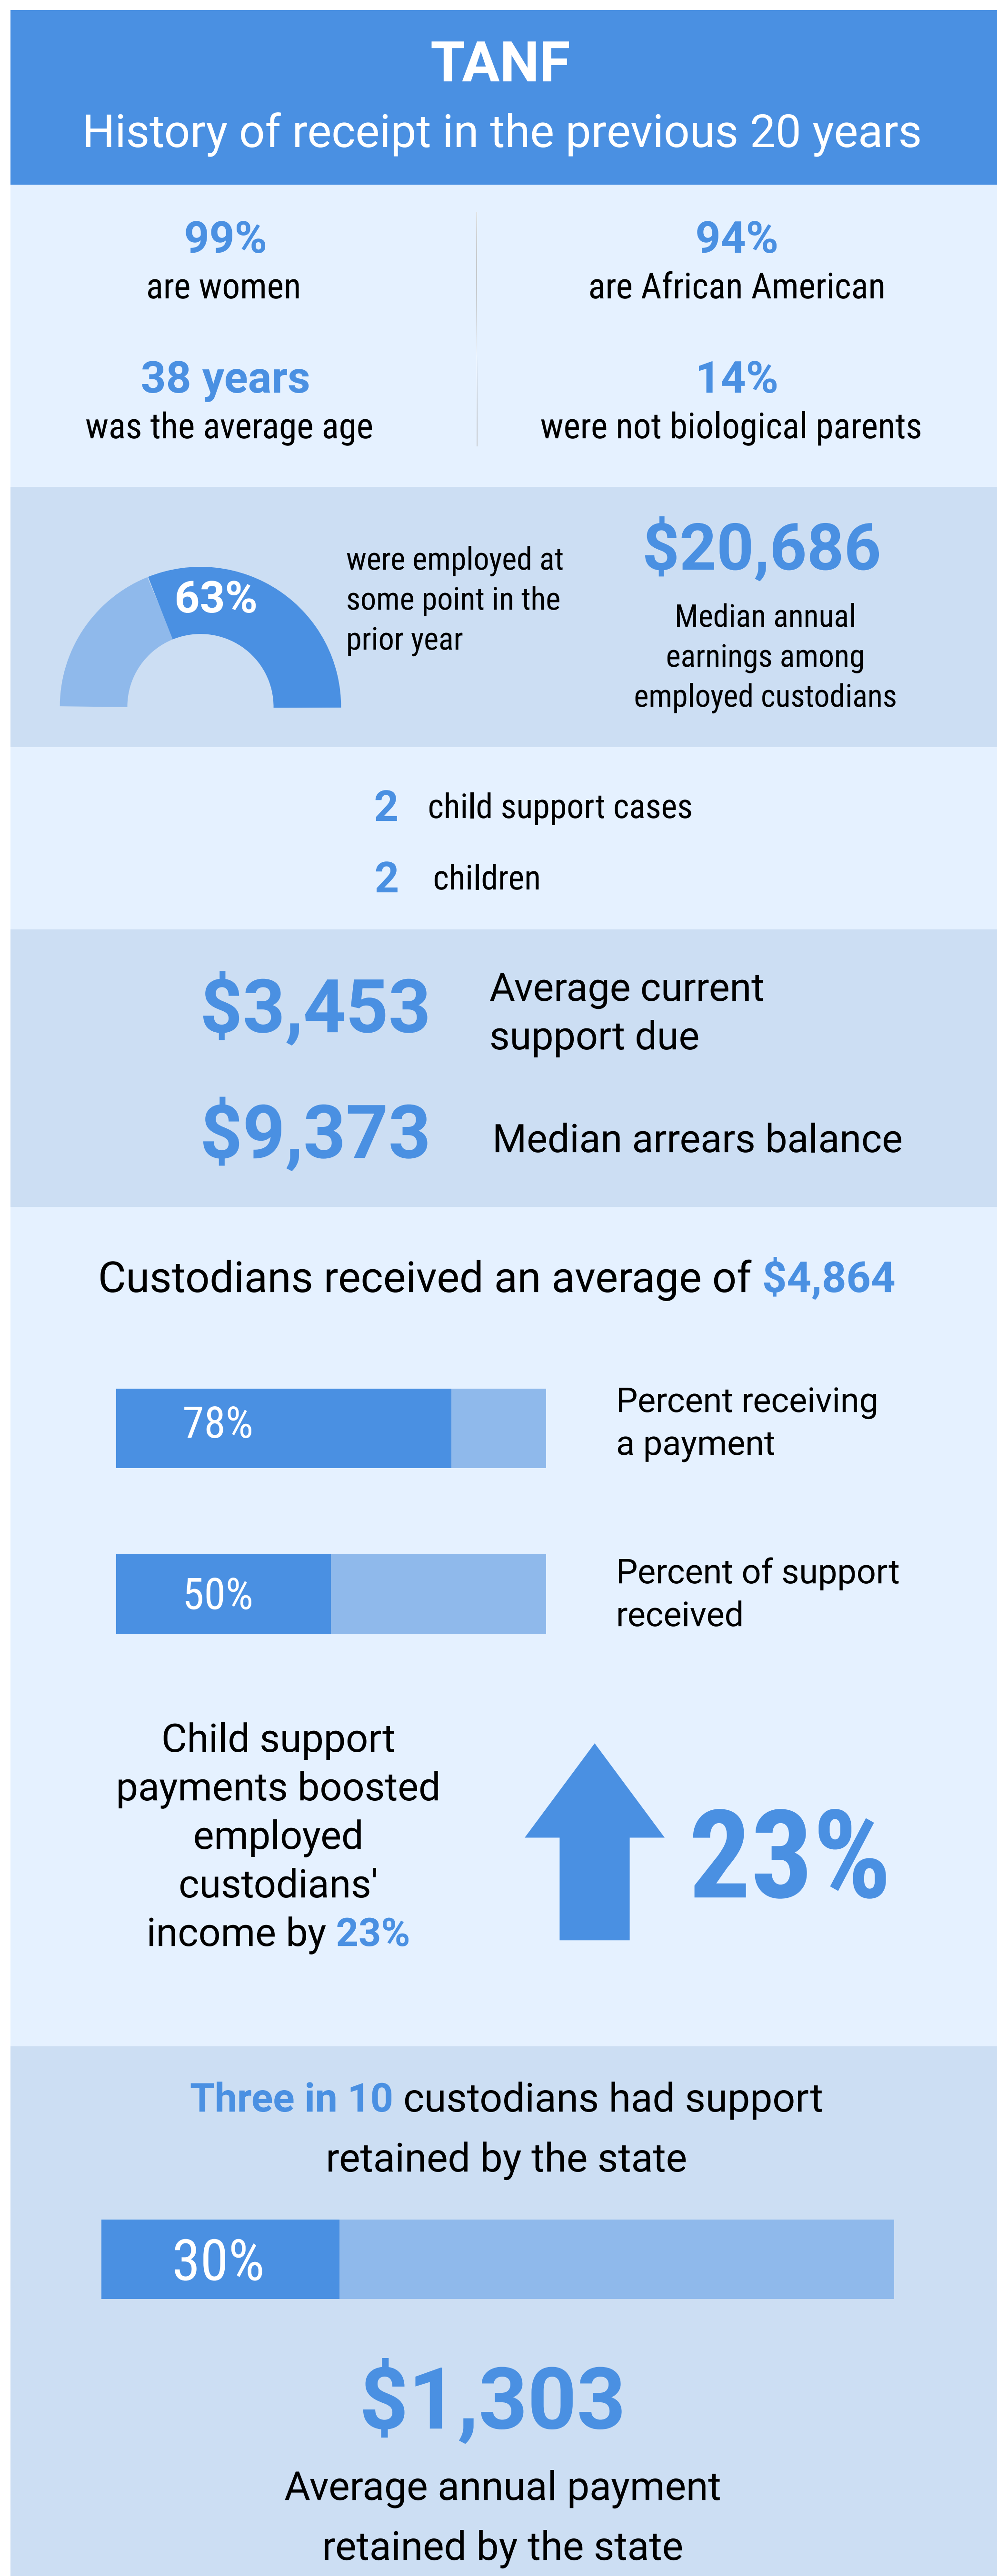 TANF
History of receipt in the previous 20 years
99%
are women
94%
are African American
38 years
was the average age
14%
were not biological parents
63%
were employed at
some point in the
prior year
$20,686
Median annual
earnings among
employed custodians
2 child support cases
2 children
$3,453
Average current
support due
$9,373
Median arrears balance
Custodians received an average of $4,864
78%
Percent receiving
a payment
50%
Percent of support
received
Child support
payments boosted
employed
custodians'
income by 23%
23%
Three in 10 custodians had support
retained by the state
30%
$1,303
Average annual payment
retained by the state